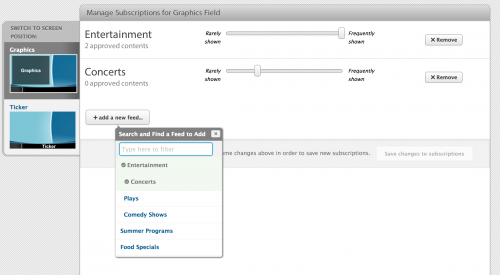 SWITCH TO SCREEN
POSITION:
Graphics
Graphics
Ticker
Ticker
Manage Subscriptions for Graphics Field
Entertainment
2 approved contents
Rarely
shown
Frequently
shown
× Remove
Concerts
0 approved contents
Rarely
shown
Frequently
shown
× Remove
+ add a new feed..
Search and Find a Feed to Add
×
Type here to filter
Entertainment
Concerts
Plays
Comedy Shows
Summer Programs
Food Specials
me changes above in order to save new subscriptions.
Save changes to subscriptions